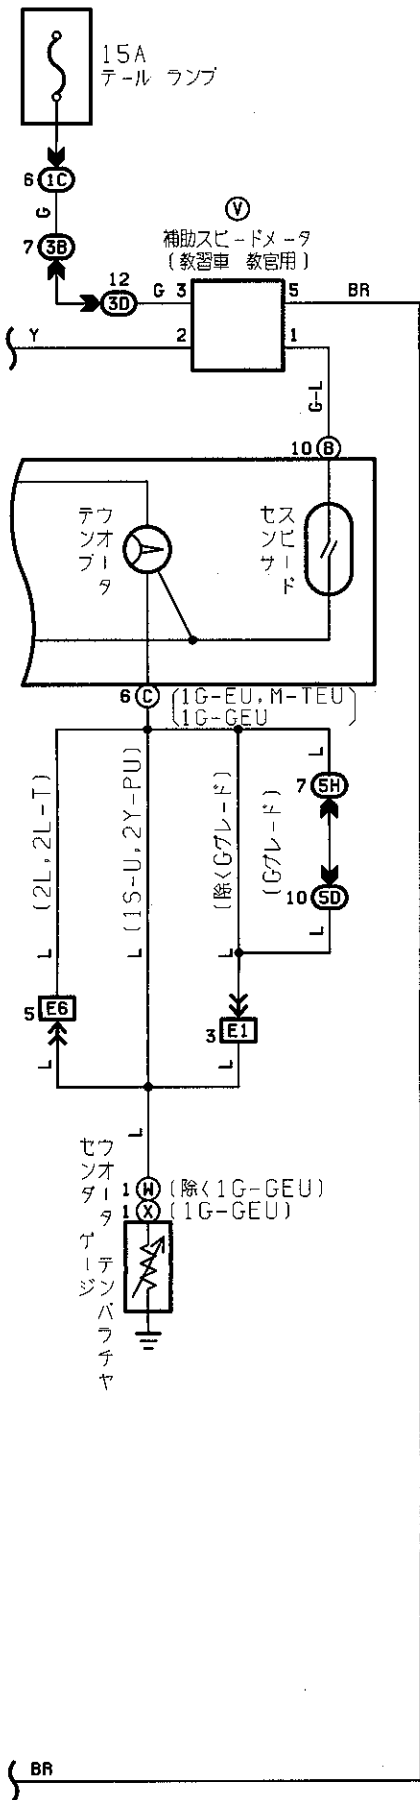 15A
テール ランプ
6 1C
G
7 3B
12
3D
G 3
V
補助スピードメータ
(教習車 教官用)
5 BR
Y 2
1
G-L
10 B
ウオータ
テンプ
スピード
センサ
6 C (1G-EU,M-TEU)
(1G-GEU)
(2L,2L-T)
(1S-U,2Y-PU)
(除くGグレード)
(Gグレード)
L
7 5H
10 5D
L
L
L
L
5 E6
3 E1
L
L
L
ウオータ テンパラチヤ
センダ ゲージ
1 W (除く1G-GEU)
1 X (1G-GEU)
BR